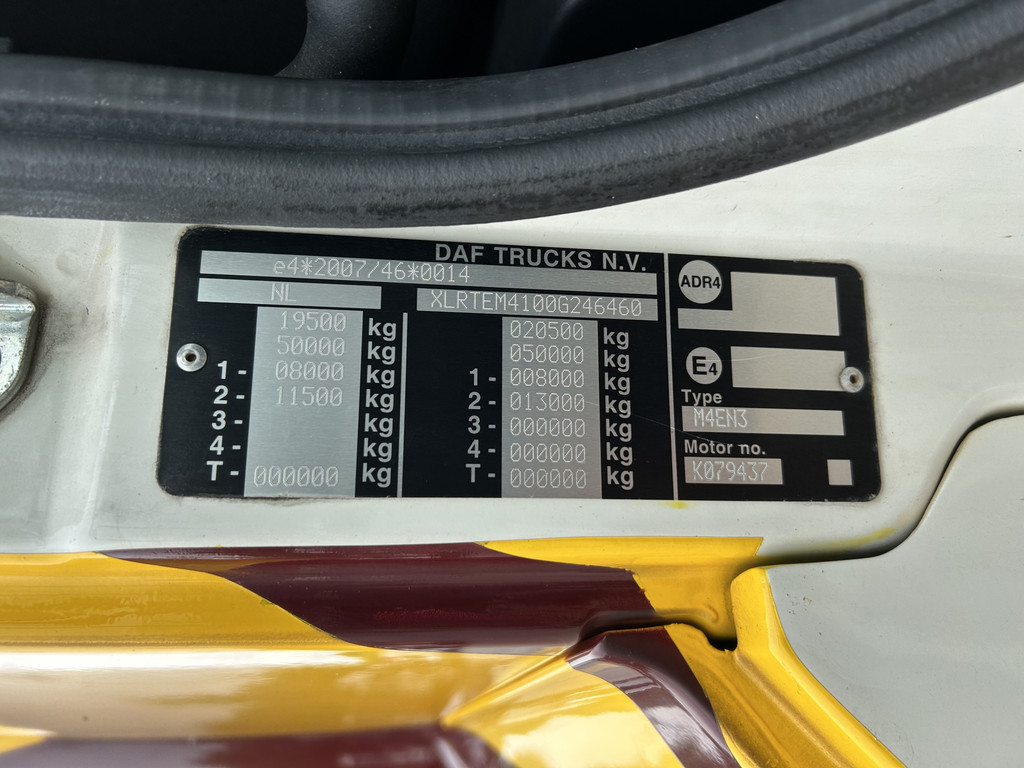 DAF TRUCKS N.V.
e4*2007/46*0014
NL XLRTEM4100G246460
19500 kg 020500 kg
50000 kg 050000 kg
1 - 08000 kg 1 - 008000 kg
2 - 11500 kg 2 - 013000 kg
3 - kg 3 - 000000 kg
4 - kg 4 - 000000 kg
T - 000000 kg T - 000000 kg
ADR4
E4
Type
M4EN3
Motor no.
K079437